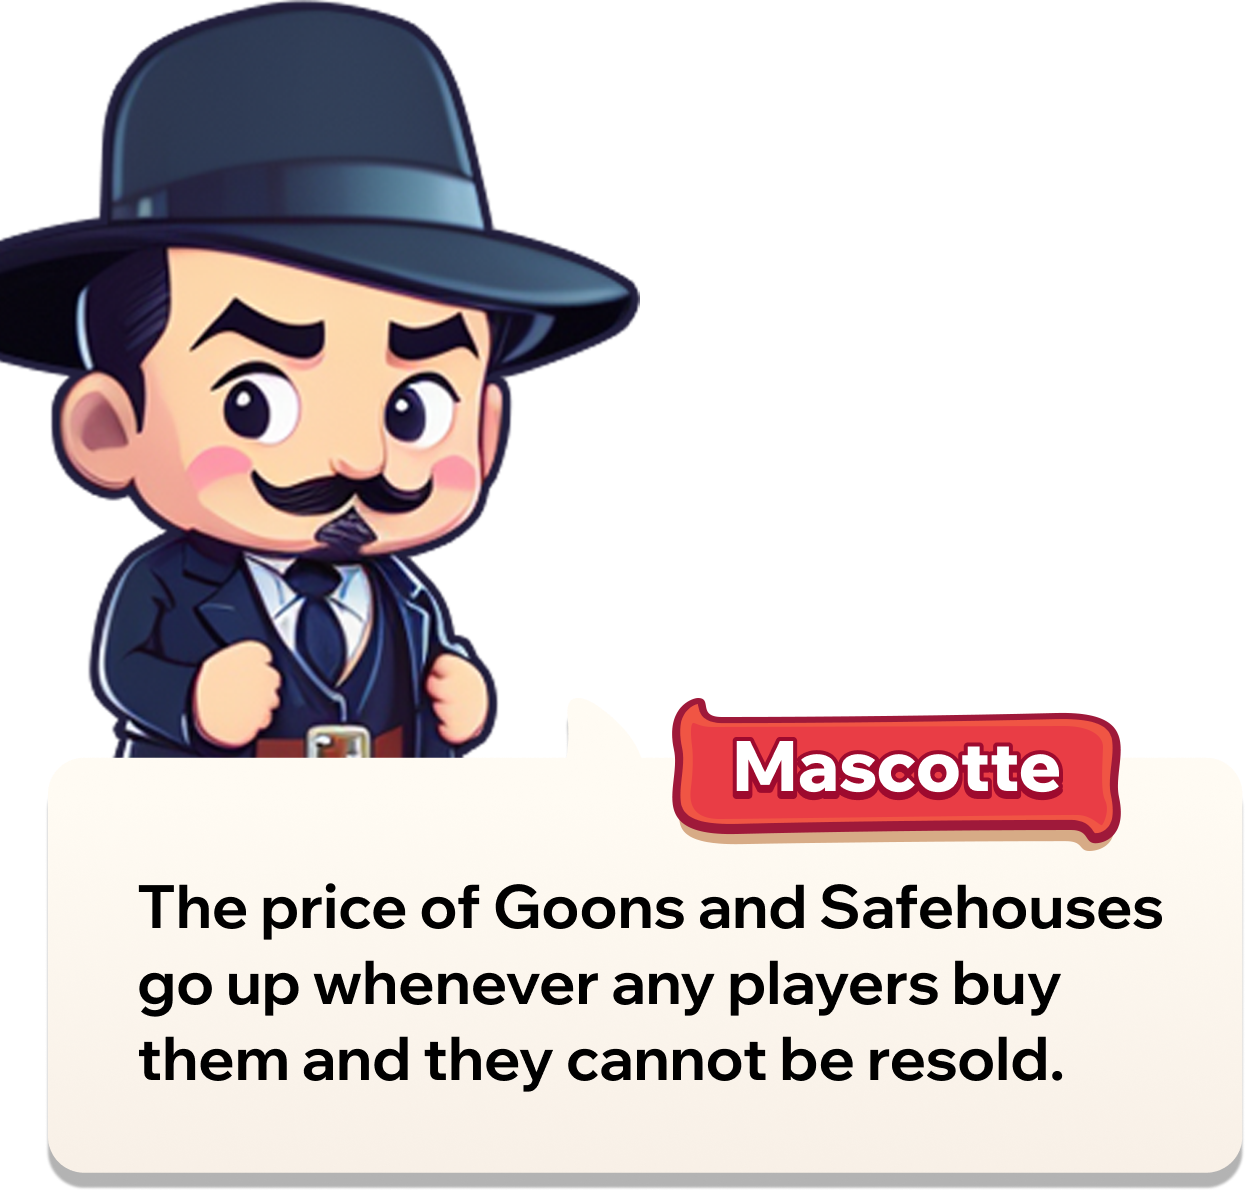 Mascotte
The price of Goons and Safehouses
go up whenever any players buy
them and they cannot be resold.